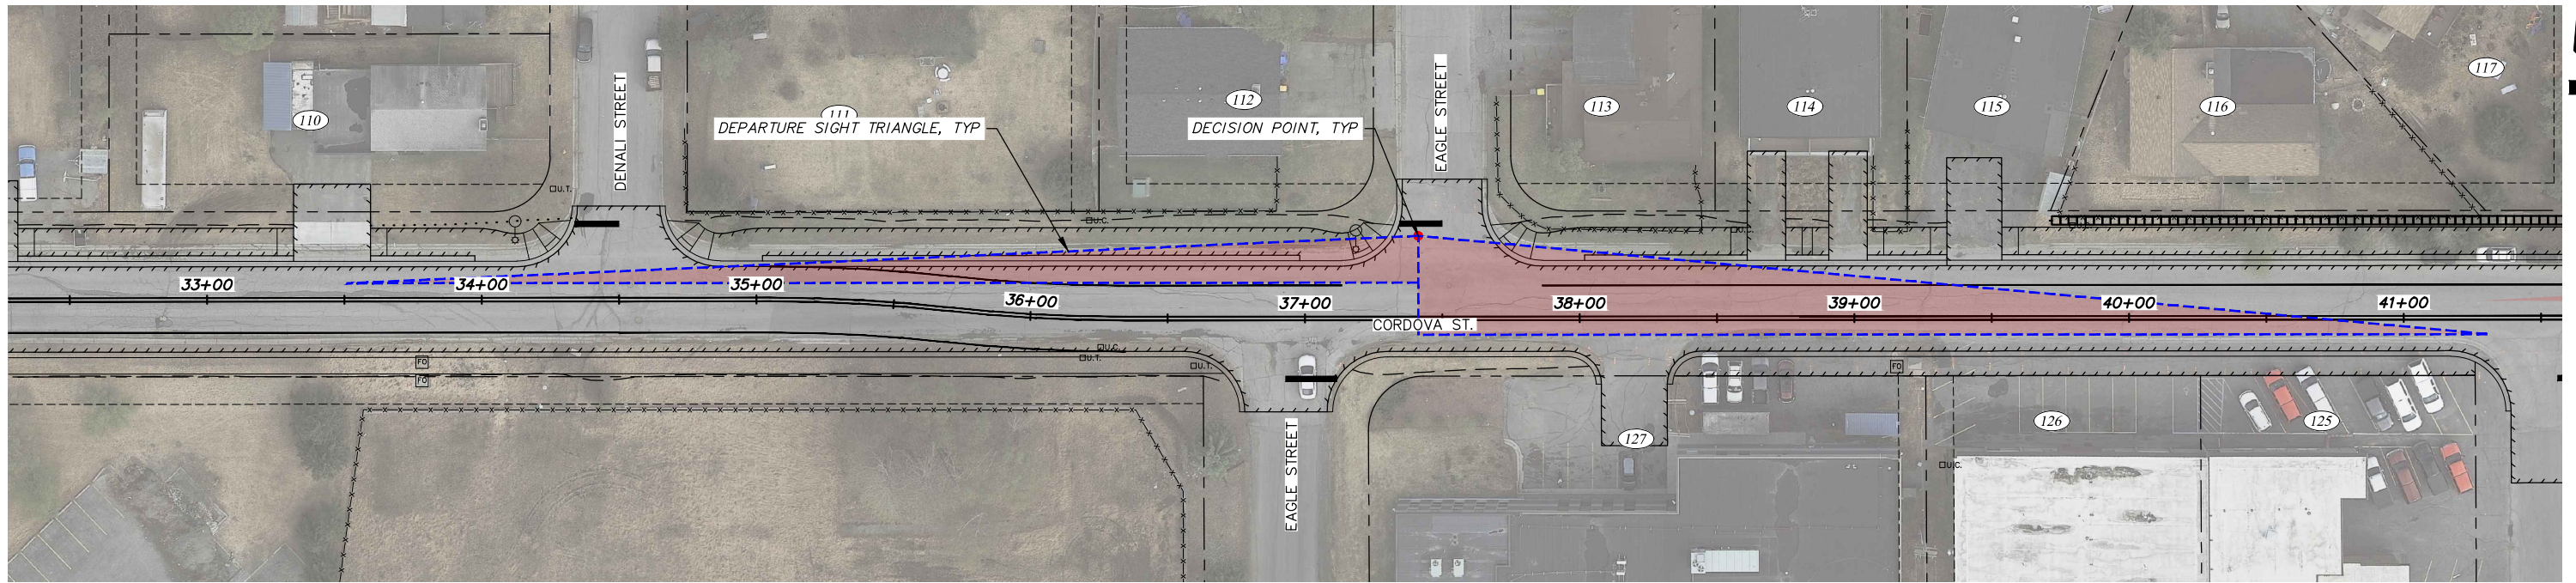 117
112
113
114
115
116
110
111
DEPARTURE SIGHT TRIANGLE, TYP
DECISION POINT, TYP
DENALI STREET
EAGLE STREET
U.T.
U.C.
33+00
34+00
35+00
36+00
37+00
38+00
39+00
40+00
41+00
CORDOVA ST.
U.C.
U.T.
U.T.
FO
FO
FO
EAGLE STREET
127
126
125
U.C.